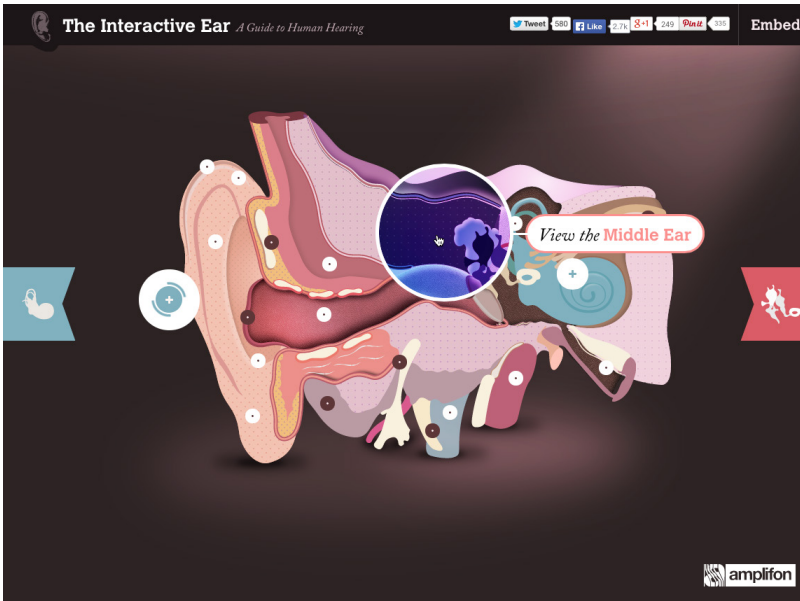 The Interactive Ear A Guide to Human Hearing
Tweet 580 Like 2.7k g+1 249 Pin it 335
Embed
View the Middle Ear
amplifon